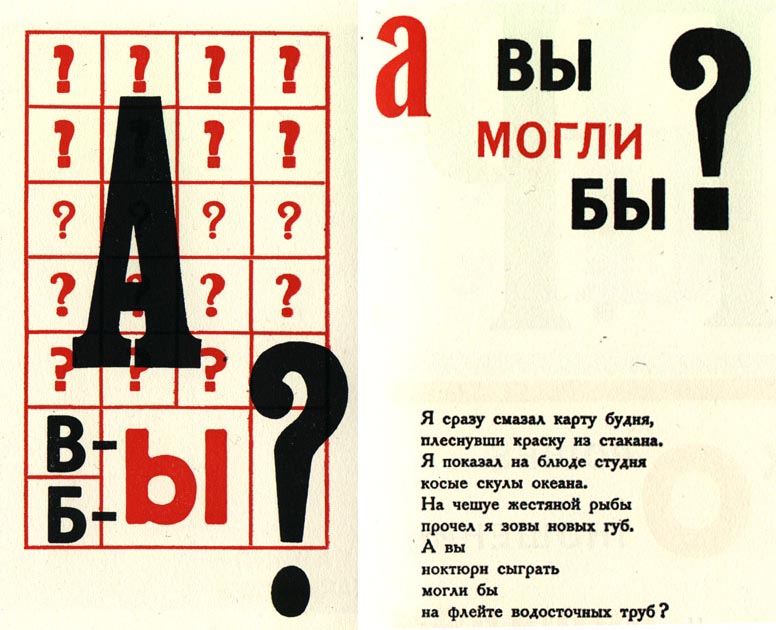 ? ? ? ?
? ? ? ?
? ? ? ?
? ? ? ?
? ? ?
А
В-
Б-
Ы?
а ВЫ
МОГЛИ
БЫ?
Я сразу смазал карту будня,
плеснувши краску из стакана.
Я показал на блюде студня
косые скулы океана.
На чешуе жестяной рыбы
прочел я зовы новых губ.
А вы
ноктюрн сыграть
могли бы
на флейте водосточных труб?